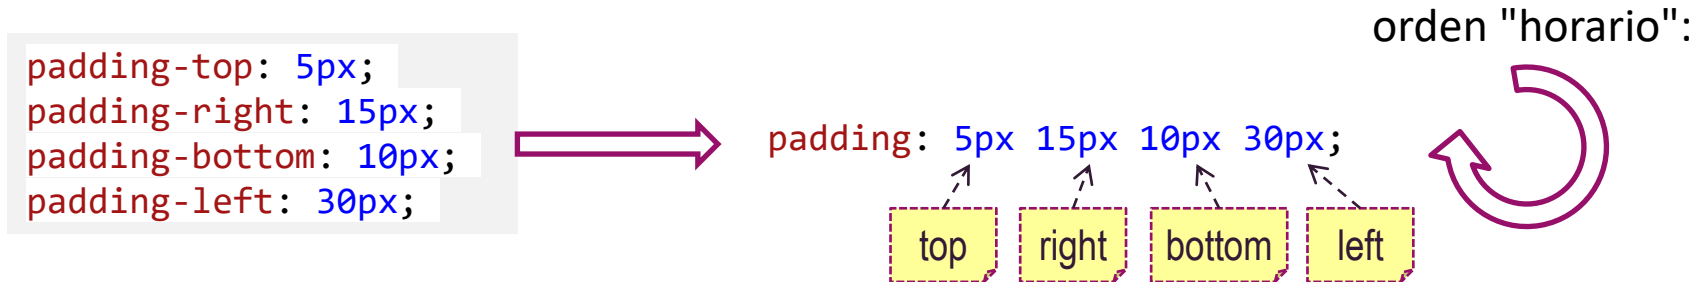 orden "horario":
padding-top: 5px;
padding-right: 15px;
padding-bottom: 10px;
padding-left: 30px;
padding: 5px 15px 10px 30px;
top right bottom left